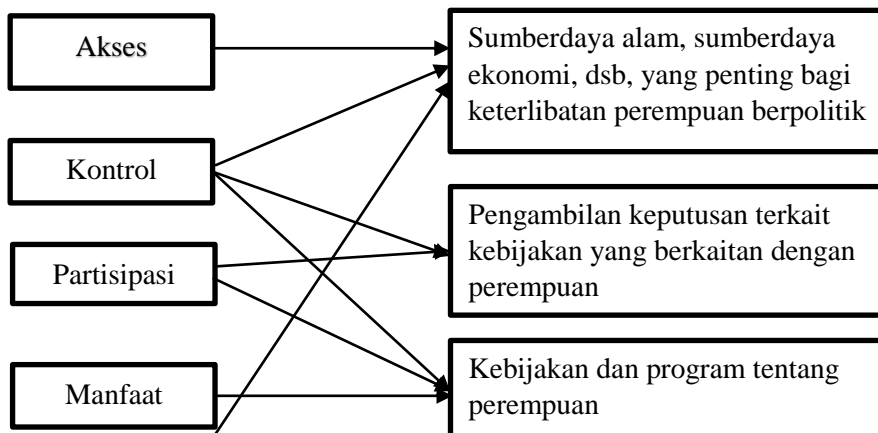 Akses
Kontrol
Partisipasi
Manfaat
Sumberdaya alam, sumberdaya
ekonomi, dsb, yang penting bagi
keterlibatan perempuan berpolitik
Pengambilan keputusan terkait
kebijakan yang berkaitan dengan
perempuan
Kebijakan dan program tentang
perempuan